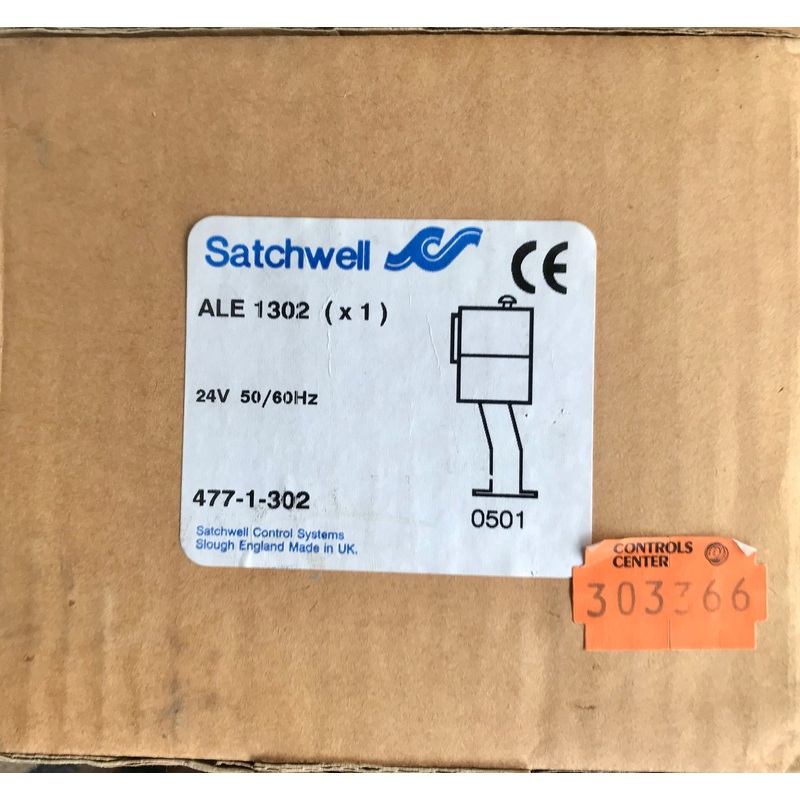 Satchwell
CE
ALE 1302 (x1)
24V 50/60Hz
477-1-302
0501
Satchwell Control Systems
Slough England Made in UK.
CONTROLS
CENTER
303366